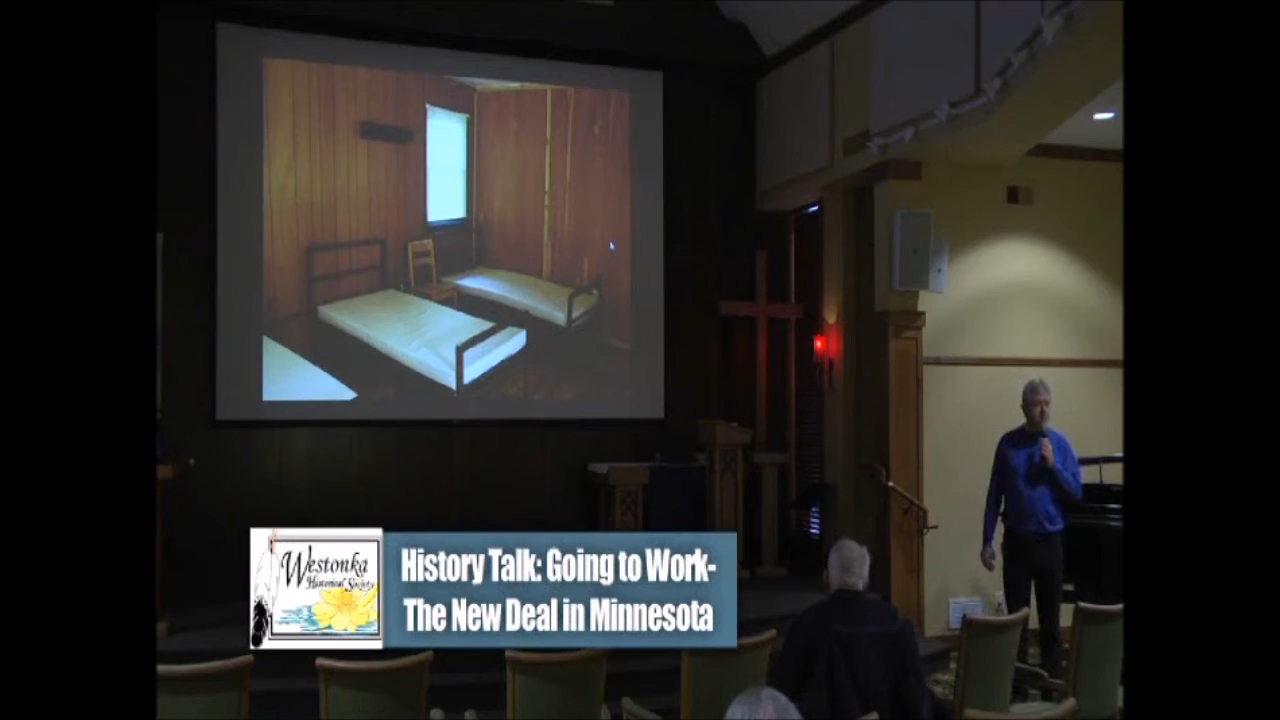 Westonka
Historical Society
History Talk: Going to Work-
The New Deal in Minnesota